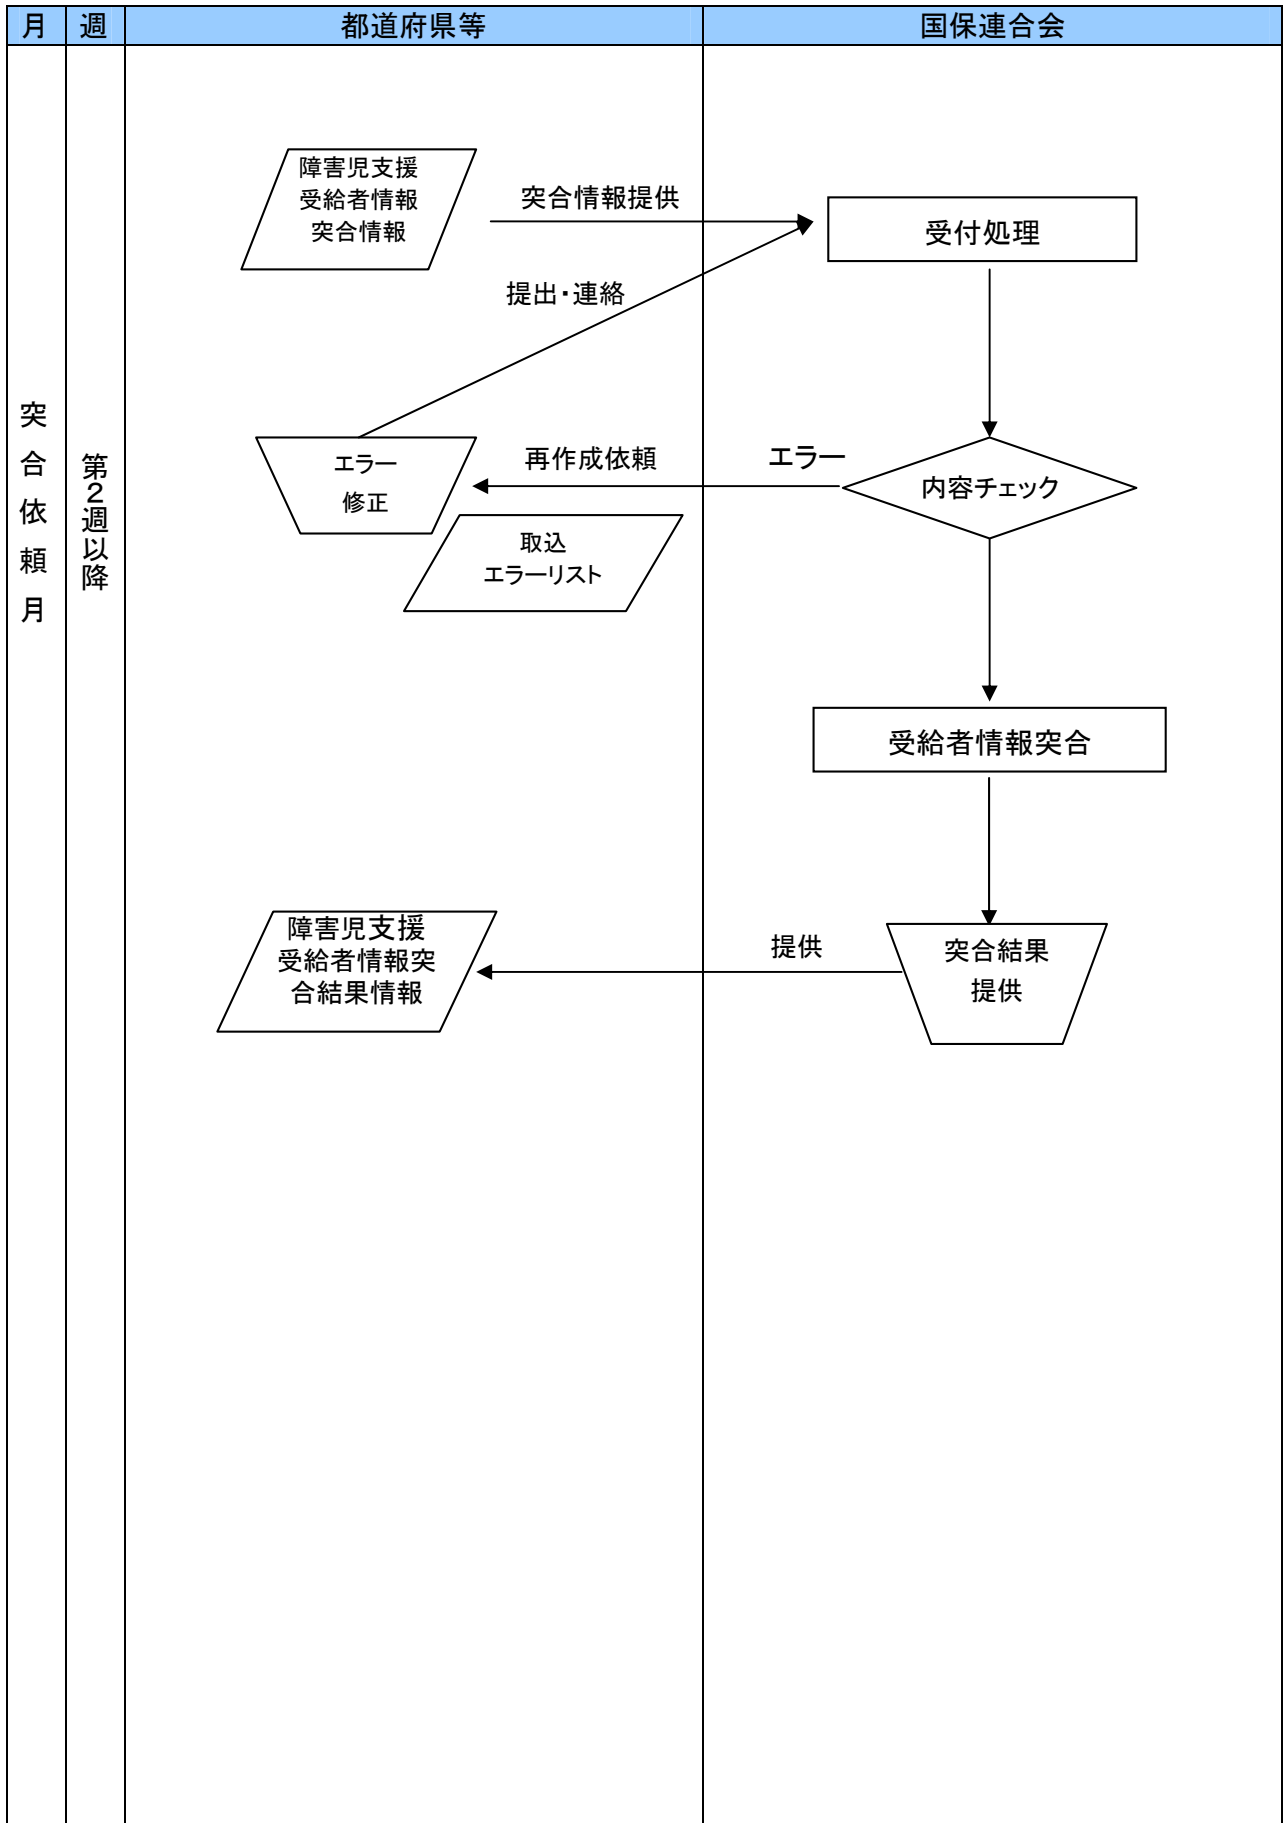 月 週 都道府県等 国保連合会
突合依頼月
第2週以降
障害児支援
受給者情報
突合情報
突合情報提供
受付処理
提出・連絡
エラー
修正
再作成依頼
エラー
内容チェック
取込
エラーリスト
受給者情報突合
障害児支援
受給者情報突
合結果情報
提供
突合結果
提供